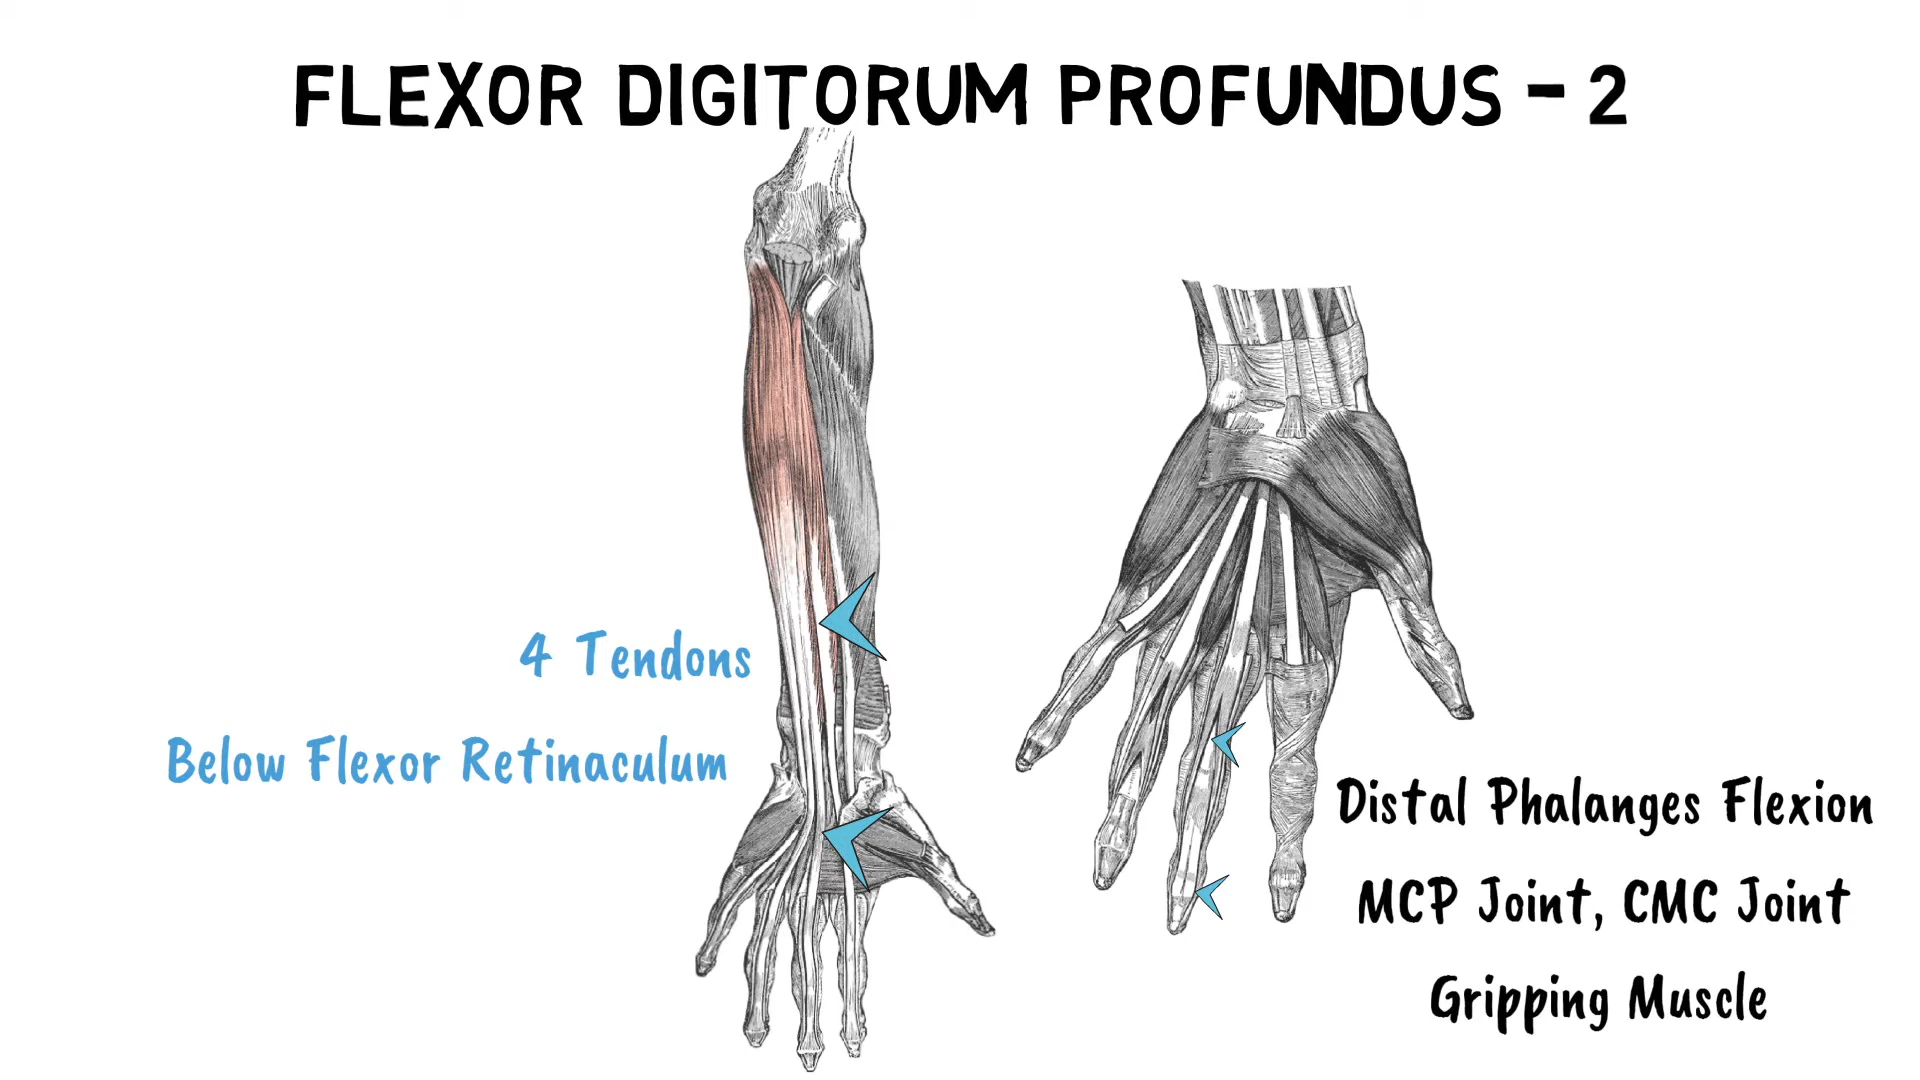 FLEXOR DIGITORUM PROFUNDUS - 2
4 Tendons
Below Flexor Retinaculum
Distal Phalanges Flexion
MCP Joint, CMC Joint
Gripping Muscle